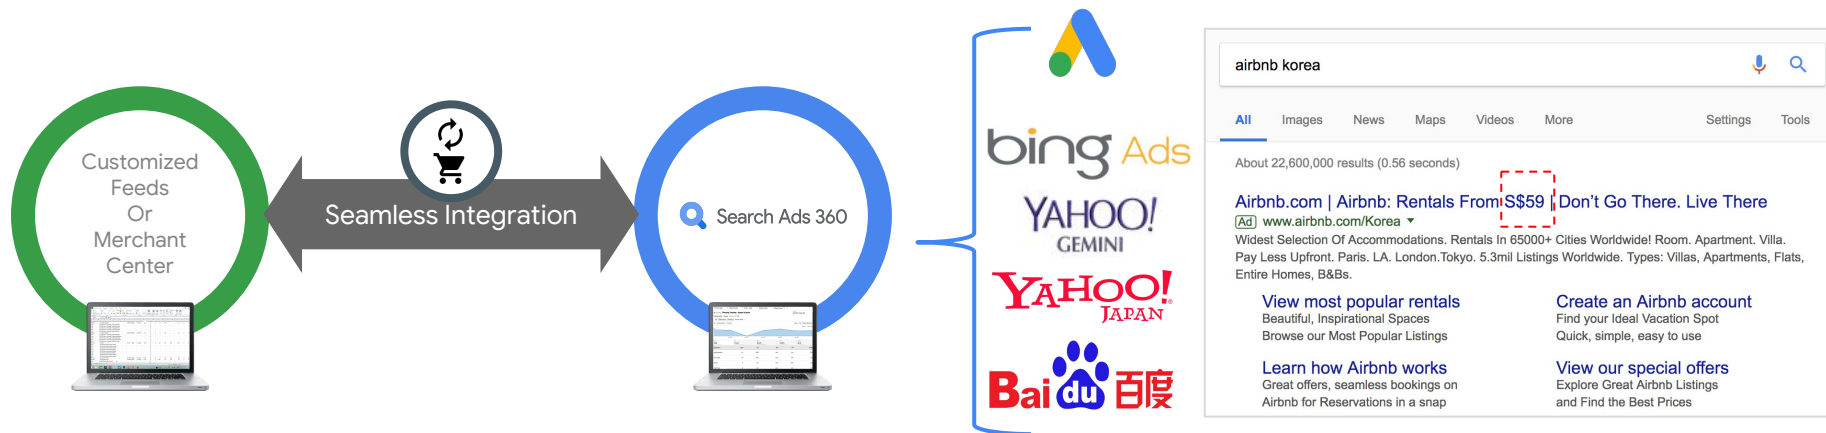 Customized
Feeds
Or
Merchant
Center
Seamless Integration
Search Ads 360
bing Ads
YAHOO!
GEMINI
YAHOO!
JAPAN
Bai du 百度
airbnb korea
All Images News Maps Videos More Settings Tools
About 22,600,000 results (0.56 seconds)
Airbnb.com | Airbnb: Rentals From S$59 | Don't Go There. Live There
Ad www.airbnb.com/Korea
Widest Selection Of Accommodations. Rentals In 65000+ Cities Worldwide! Room. Apartment. Villa.
Pay Less Upfront. Paris. LA. London.Tokyo. 5.3mil Listings Worldwide. Types: Villas, Apartments, Flats,
Entire Homes, B&Bs.
View most popular rentals
Beautiful, Inspirational Spaces
Browse our Most Popular Listings
Create an Airbnb account
Find your Ideal Vacation Spot
Quick, simple, easy to use
Learn how Airbnb works
Great offers, seamless bookings on
Airbnb for Reservations in a snap
View our special offers
Explore Great Airbnb Listings
and Find the Best Prices